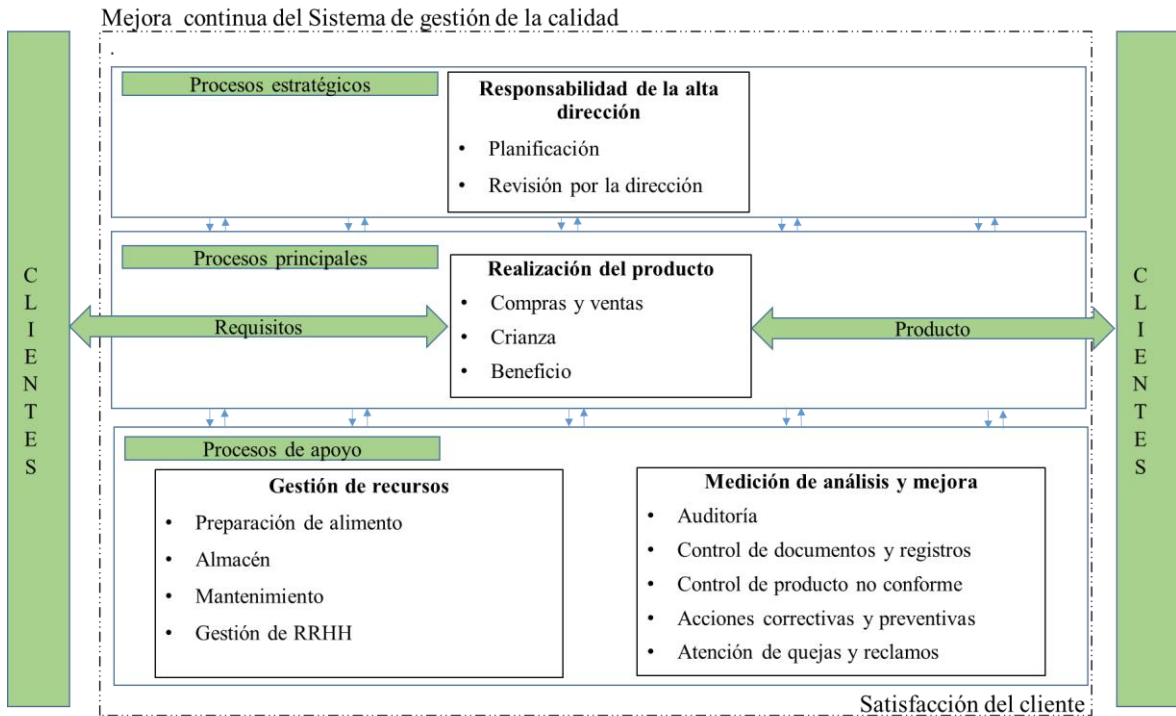 Mejora continua del Sistema de gestión de la calidad
.
Procesos estratégicos
Responsabilidad de la alta
dirección
• Planificación
• Revisión por la dirección
CLIENTES
Procesos principales
Realización del producto
• Compras y ventas
• Crianza
• Beneficio
Requisitos
Producto
CLIENTES
Procesos de apoyo
Gestión de recursos
• Preparación de alimento
• Almacén
• Mantenimiento
• Gestión de RRHH
Medición de análisis y mejora
• Auditoría
• Control de documentos y registros
• Control de producto no conforme
• Acciones correctivas y preventivas
• Atención de quejas y reclamos
Satisfacción del cliente